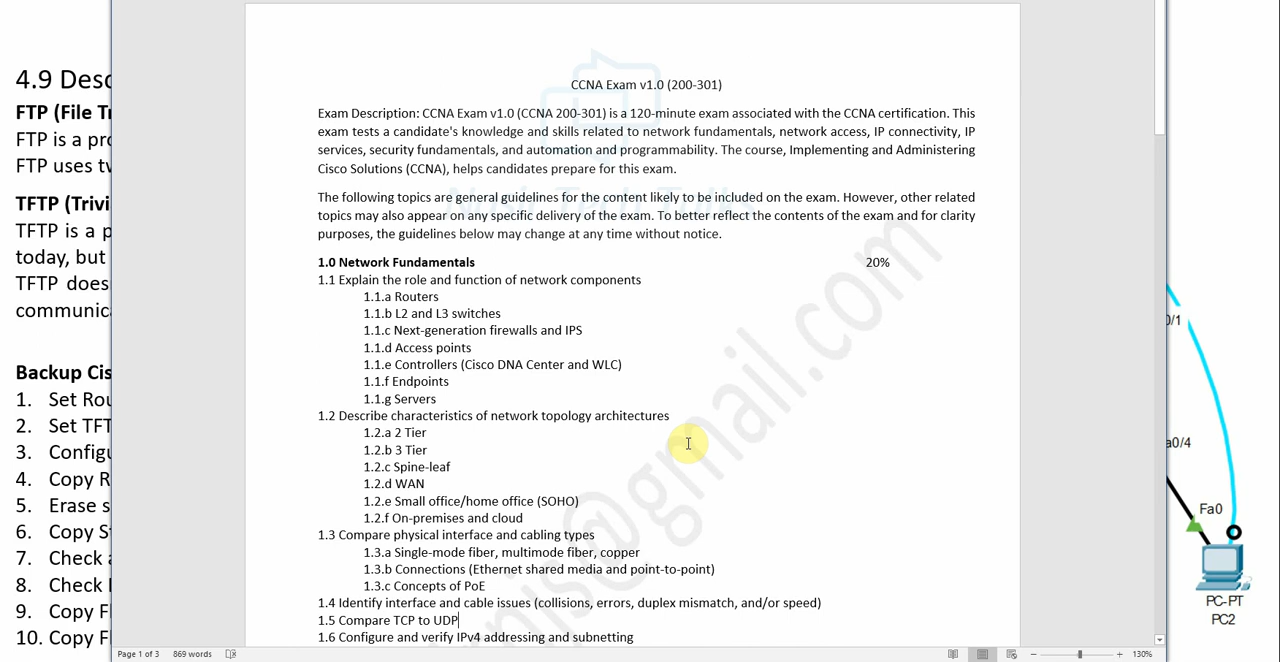 4.9 Desc
FTP (File Tr
FTP is a pro
FTP uses tw
TFTP (Trivi
TFTP is a p
today, but
TFTP does
communica
Backup Cis
1. Set Rou
2. Set TFT
3. Configu
4. Copy R
5. Erase s
6. Copy St
7. Check a
8. Check I
9. Copy Fl
10. Copy Fl
CCNA Exam v1.0 (200-301)
Exam Description: CCNA Exam v1.0 (CCNA 200-301) is a 120-minute exam associated with the CCNA certification. This
exam tests a candidate's knowledge and skills related to network fundamentals, network access, IP connectivity, IP
services, security fundamentals, and automation and programmability. The course, Implementing and Administering
Cisco Solutions (CCNA), helps candidates prepare for this exam.
The following topics are general guidelines for the content likely to be included on the exam. However, other related
topics may also appear on any specific delivery of the exam. To better reflect the contents of the exam and for clarity
purposes, the guidelines below may change at any time without notice.
1.0 Network Fundamentals 20%
1.1 Explain the role and function of network components
1.1.a Routers
1.1.b L2 and L3 switches
1.1.c Next-generation firewalls and IPS
1.1.d Access points
1.1.e Controllers (Cisco DNA Center and WLC)
1.1.f Endpoints
1.1.g Servers
1.2 Describe characteristics of network topology architectures
1.2.a 2 Tier
1.2.b 3 Tier
1.2.c Spine-leaf
1.2.d WAN
1.2.e Small office/home office (SOHO)
1.2.f On-premises and cloud
1.3 Compare physical interface and cabling types
1.3.a Single-mode fiber, multimode fiber, copper
1.3.b Connections (Ethernet shared media and point-to-point)
1.3.c Concepts of PoE
1.4 Identify interface and cable issues (collisions, errors, duplex mismatch, and/or speed)
1.5 Compare TCP to UDP
1.6 Configure and verify IPv4 addressing and subnetting
nis@gmail.com
Page 1 of 3 869 words
130%
0/1
a0/4
Fa0
PC-PT
PC2